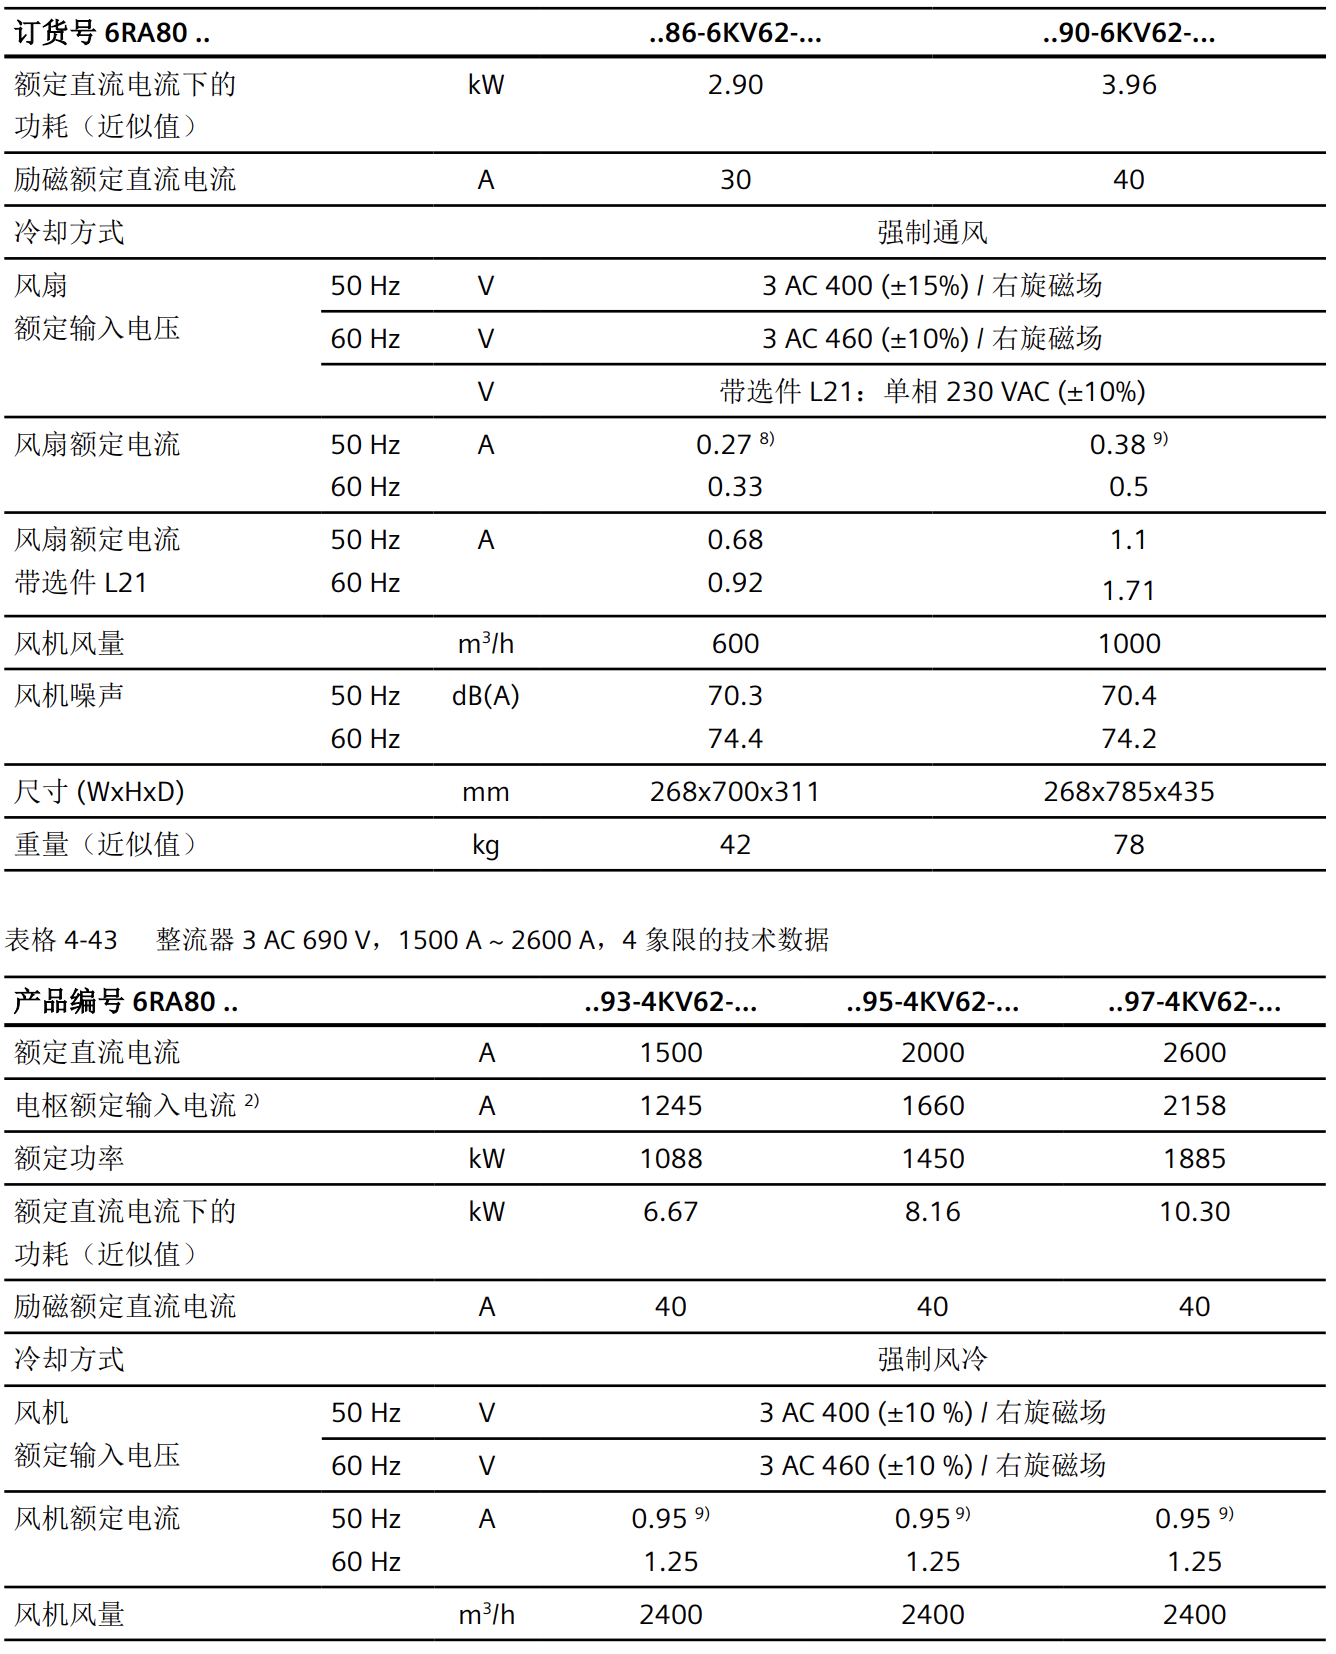 订货号 6RA80 .. ..86-6KV62-... ..90-6KV62-...
额定直流电流下的 kW 2.90 3.96
功耗（近似值）
励磁额定直流电流 A 30 40
冷却方式 强制通风
风扇 50 Hz V 3 AC 400 (±15%) / 右旋磁场
额定输入电压
60 Hz V 3 AC 460 (±10%) / 右旋磁场
V 带选件 L21：单相 230 VAC (±10%)
风扇额定电流 50 Hz A 0.27 8) 0.38 9)
60 Hz 0.33 0.5
风扇额定电流 50 Hz A 0.68 1.1
带选件 L21 60 Hz 0.92 1.71
风机风量 m³/h 600 1000
风机噪声 50 Hz dB(A) 70.3 70.4
60 Hz 74.4 74.2
尺寸 (WxHxD) mm 268x700x311 268x785x435
重量（近似值） kg 42 78
表格 4-43 整流器 3 AC 690 V，1500 A ~ 2600 A，4 象限的技术数据
产品编号 6RA80 .. ..93-4KV62-... ..95-4KV62-... ..97-4KV62-...
额定直流电流 A 1500 2000 2600
电枢额定输入电流 2) A 1245 1660 2158
额定功率 kW 1088 1450 1885
额定直流电流下的 kW 6.67 8.16 10.30
功耗（近似值）
励磁额定直流电流 A 40 40 40
冷却方式 强制风冷
风机 50 Hz V 3 AC 400 (±10 %) / 右旋磁场
额定输入电压
60 Hz V 3 AC 460 (±10 %) / 右旋磁场
风机额定电流 50 Hz A 0.95 9) 0.95 9) 0.95 9)
60 Hz 1.25 1.25 1.25
风机风量 m³/h 2400 2400 2400